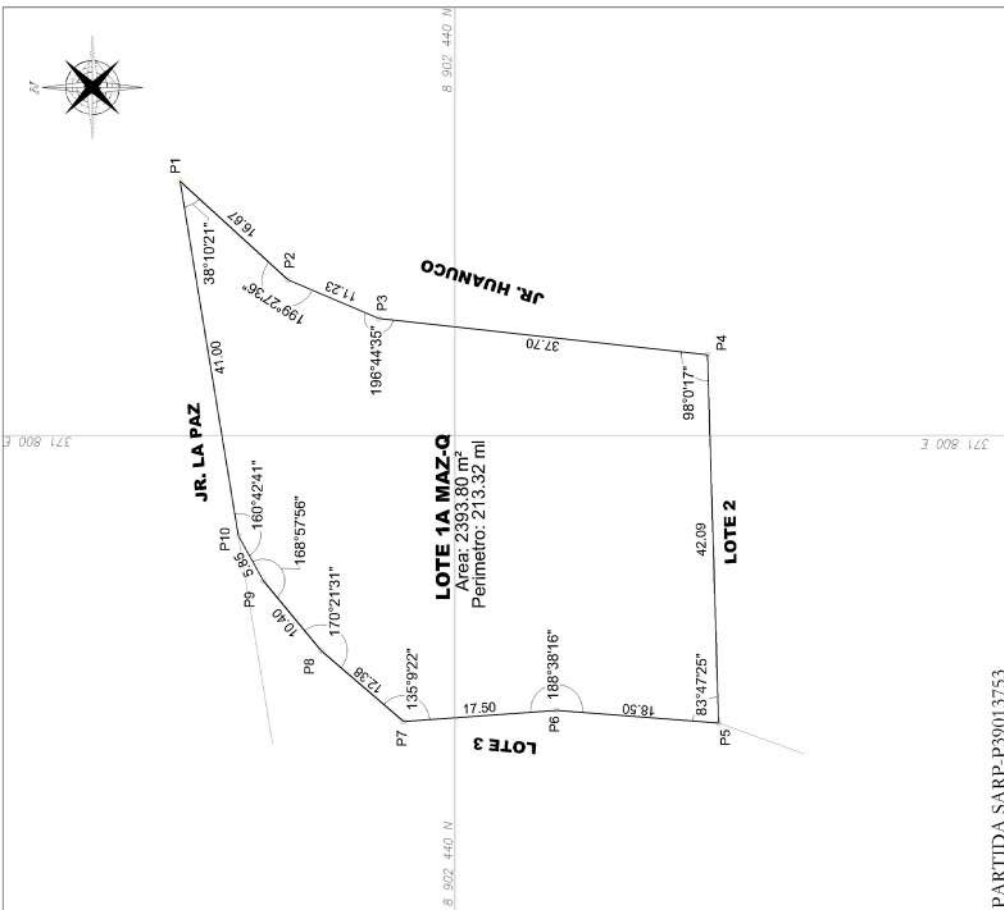 N
8 902 440 N
P1
38°10'21"
16.67
P2
199°27'36"
11.23
P3
196°44'35"
JR. HUANUCO
37.70
P4
98°0'17"
41.00
JR. LA PAZ
371 800 E
371 800 E
P10
160°42'41"
5.85
P9
168°57'56"
10.40
P8
170°21'31"
12.38
P7
135°9'22"
LOTE 1A MAZ-Q
Area: 2393.80 m²
Perimetro: 213.32 ml
17.50
LOTE 3
P6
188°38'16"
18.50
P5
83°47'25"
42.09
LOTE 2
8 902 440 N
PARTIDA SARP-P39013753